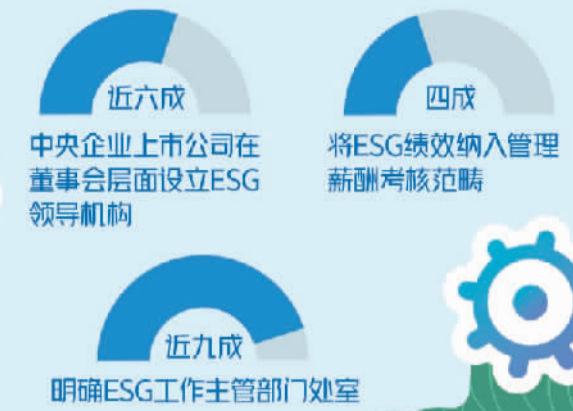 近六成
中央企业上市公司在
董事会层面设立ESG
领导机构
四成
将ESG绩效纳入管理
薪酬考核范畴
近九成
明确ESG工作主管部门处室